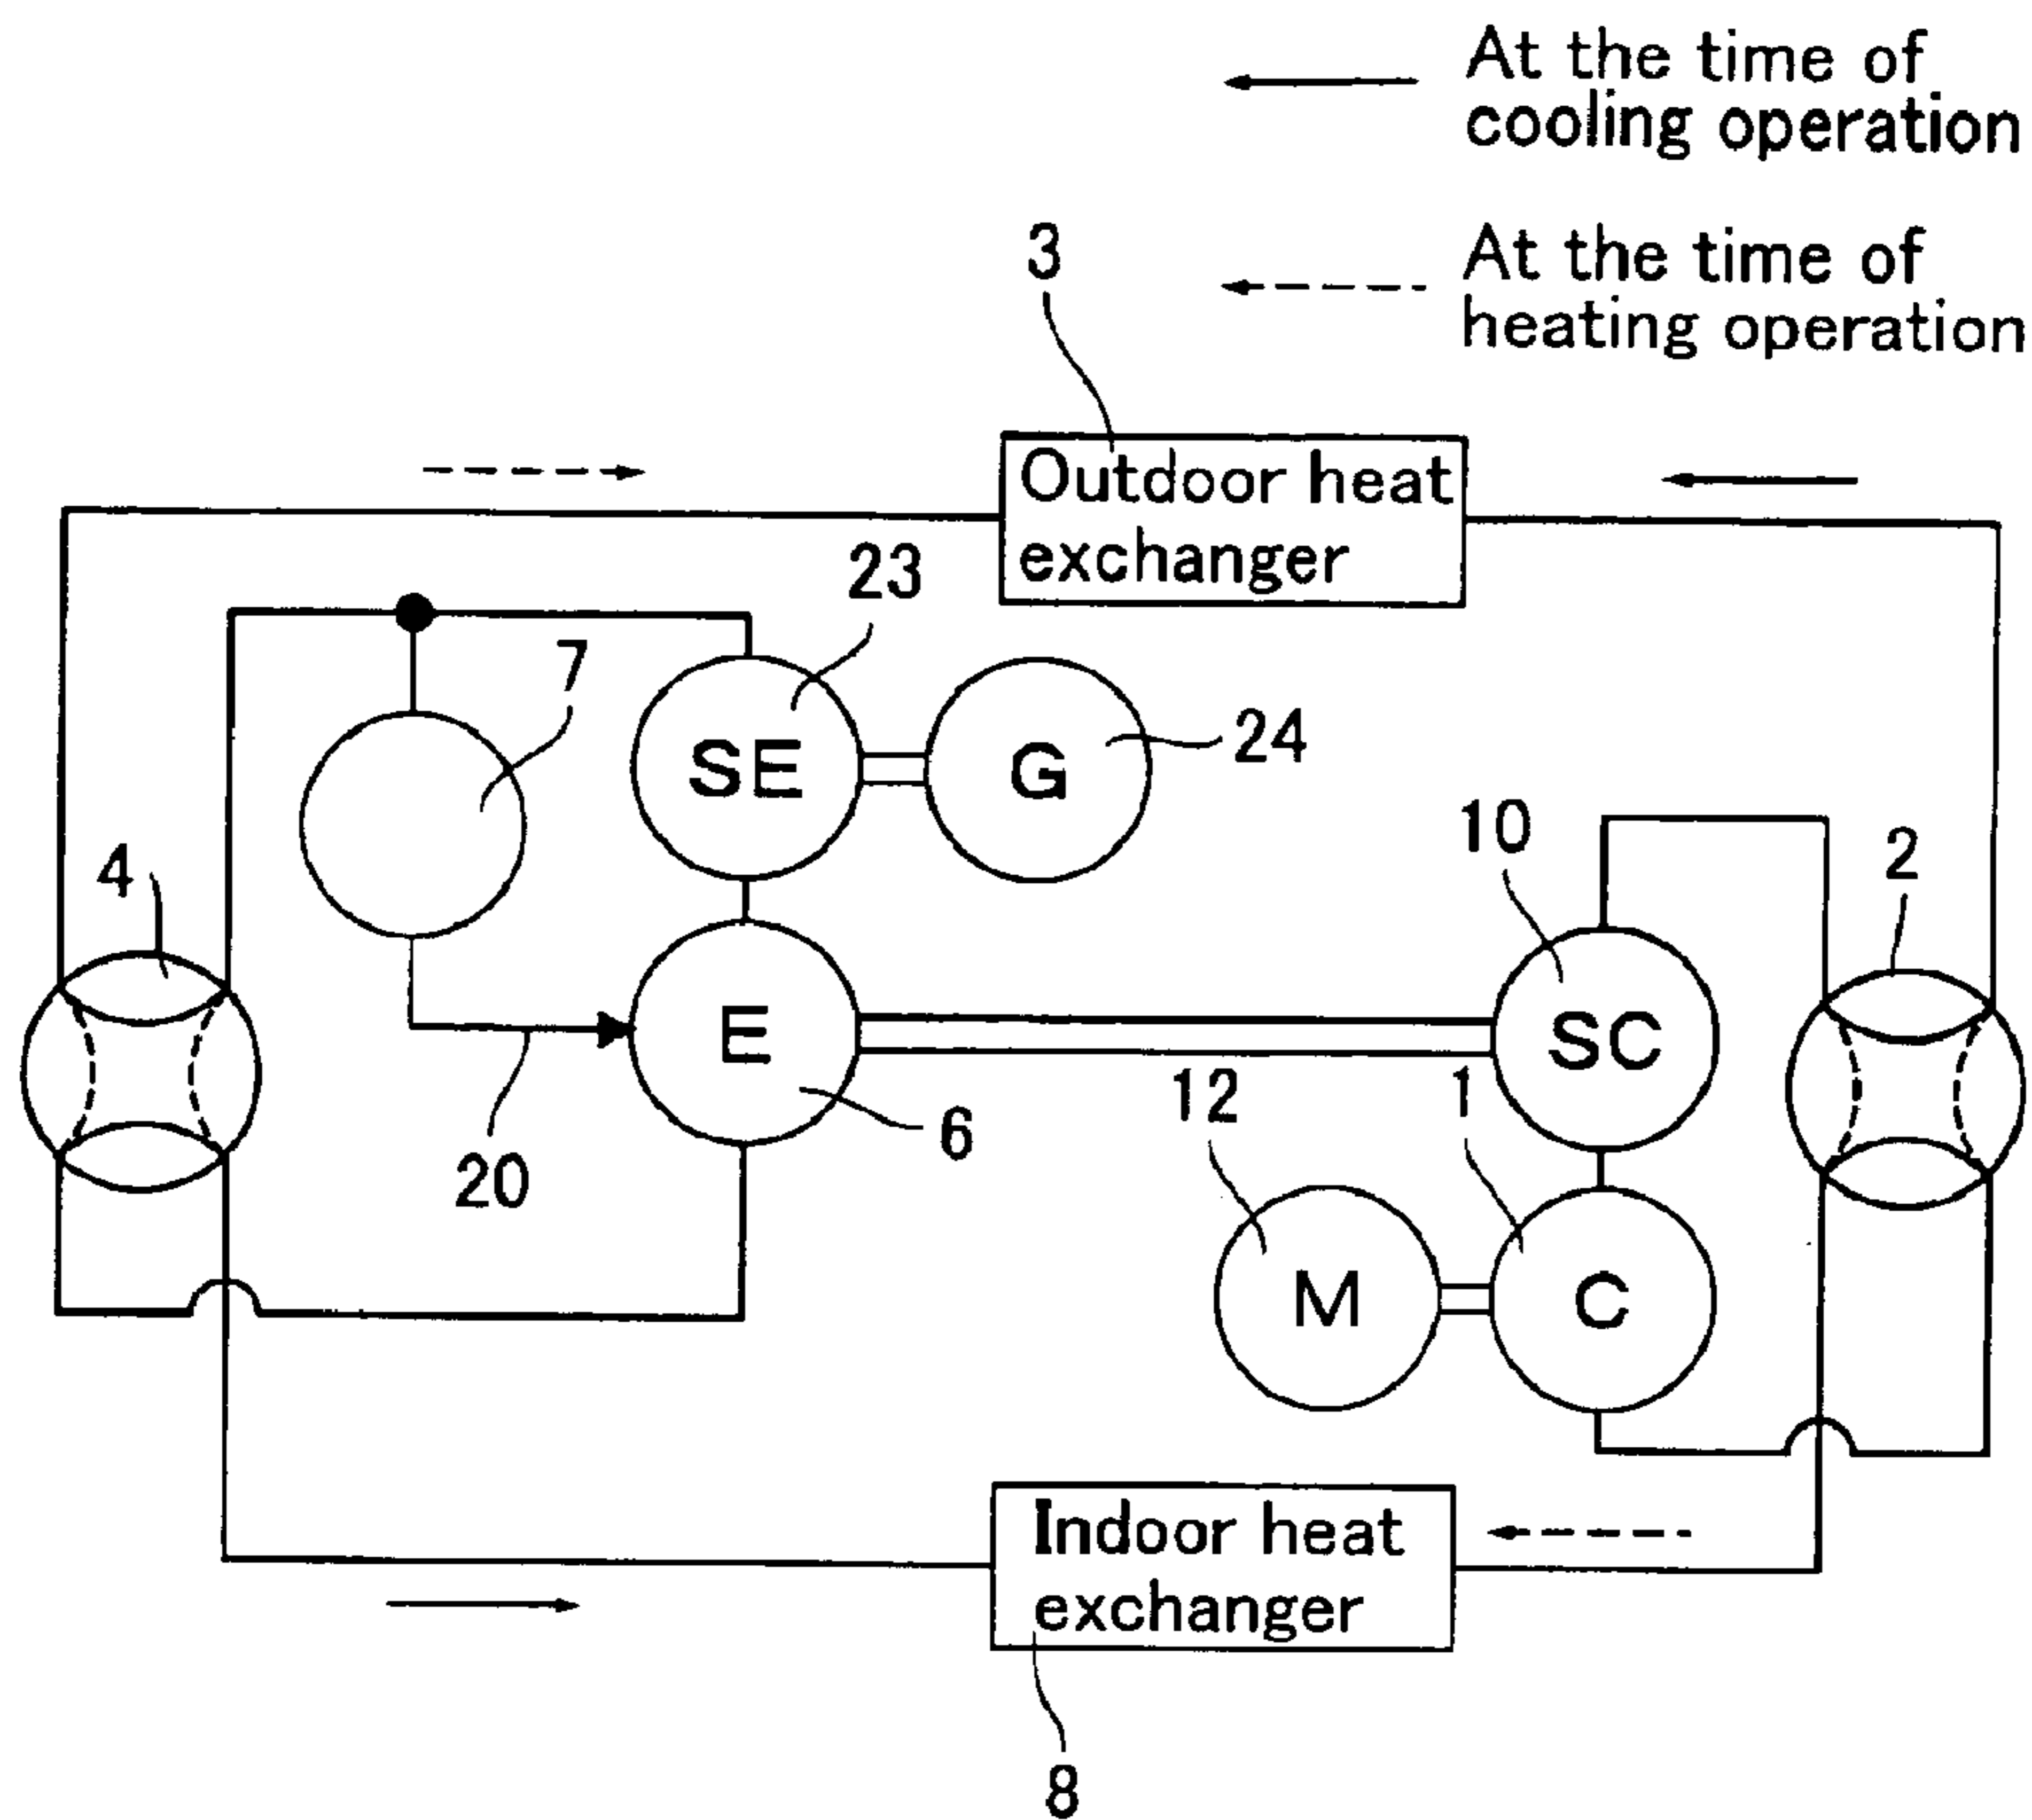 At the time of
cooling operation
3
At the time of
heating operation
Outdoor heat
exchanger
23
7
24
SE
G
10
2
4
E
SC
20
6
12
1
M
C
Indoor heat
exchanger
8